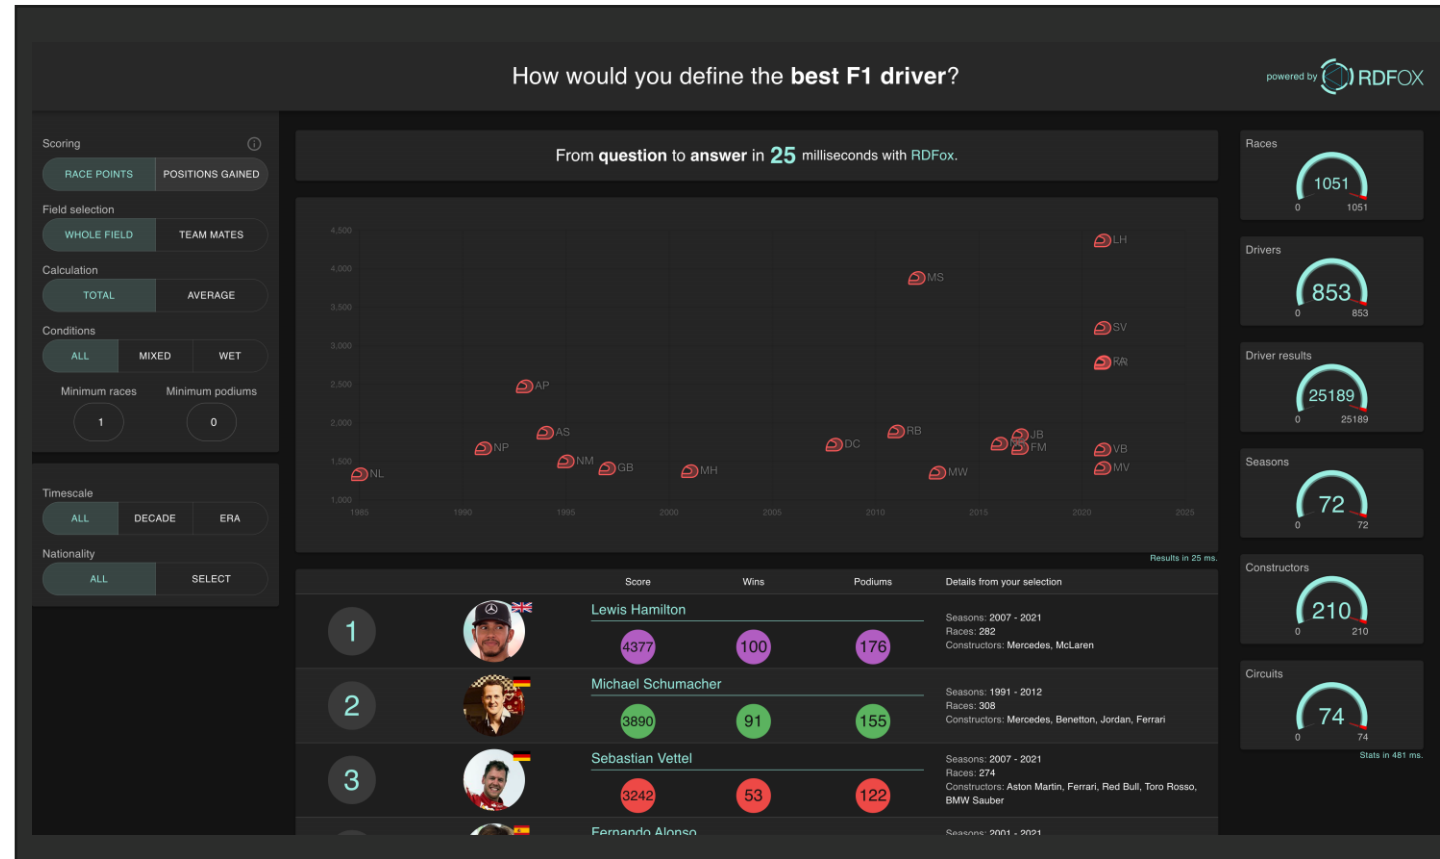 How would you define the best F1 driver?
powered by RDFOX
Scoring
RACE POINTS POSITIONS GAINED
Field selection
WHOLE FIELD TEAM MATES
Calculation
TOTAL AVERAGE
Conditions
ALL MIXED WET
Minimum races Minimum podiums
1 0
Timescale
ALL DECADE ERA
Nationality
ALL SELECT
From question to answer in 25 milliseconds with RDFox.
4,500
4,000
3,500
3,000
2,500
2,000
1,500
1,000
1985 1990 1995 2000 2005 2010 2015 2020 2025
LH
MS
SV
AP
AS
NP
NM
GB
NL
MH
DC
RB
MW
JB
FM
VB
MV
Results in 25 ms.
Score Wins Podiums Details from your selection
1
Lewis Hamilton
4377 100 176
Seasons: 2007 - 2021
Races: 282
Constructors: Mercedes, McLaren
2
Michael Schumacher
3890 91 155
Seasons: 1991 - 2012
Races: 308
Constructors: Mercedes, Benetton, Jordan, Ferrari
3
Sebastian Vettel
3242 53 122
Seasons: 2007 - 2021
Races: 274
Constructors: Aston Martin, Ferrari, Red Bull, Toro Rosso,
BMW Sauber
Fernando Alonso
Seasons: 2001 - 2021
Races
1051
0 1051
Drivers
853
0 853
Driver results
25189
0 25189
Seasons
72
0 72
Constructors
210
0 210
Circuits
74
0 74
Stats in 481 ms.